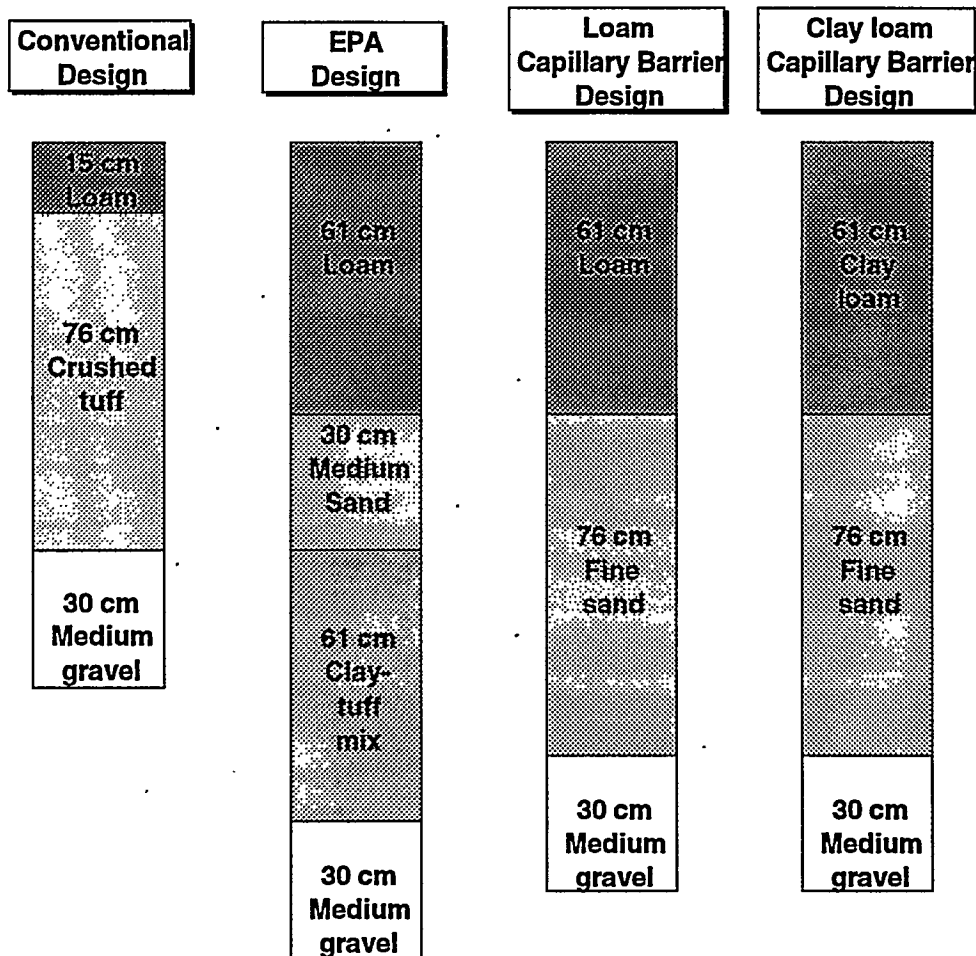 Conventional
Design
EPA
Design
Loam
Capillary Barrier
Design
Clay loam
Capillary Barrier
Design
15 cm
Loam
76 cm
Crushed
tuff
30 cm
Medium
gravel
61 cm
Loam
30 cm
Medium
Sand
61 cm
Clay-
tuff
mix
30 cm
Medium
gravel
61 cm
Loam
76 cm
Fine
sand
30 cm
Medium
gravel
61 cm
Clay
loam
76 cm
Fine
sand
30 cm
Medium
gravel